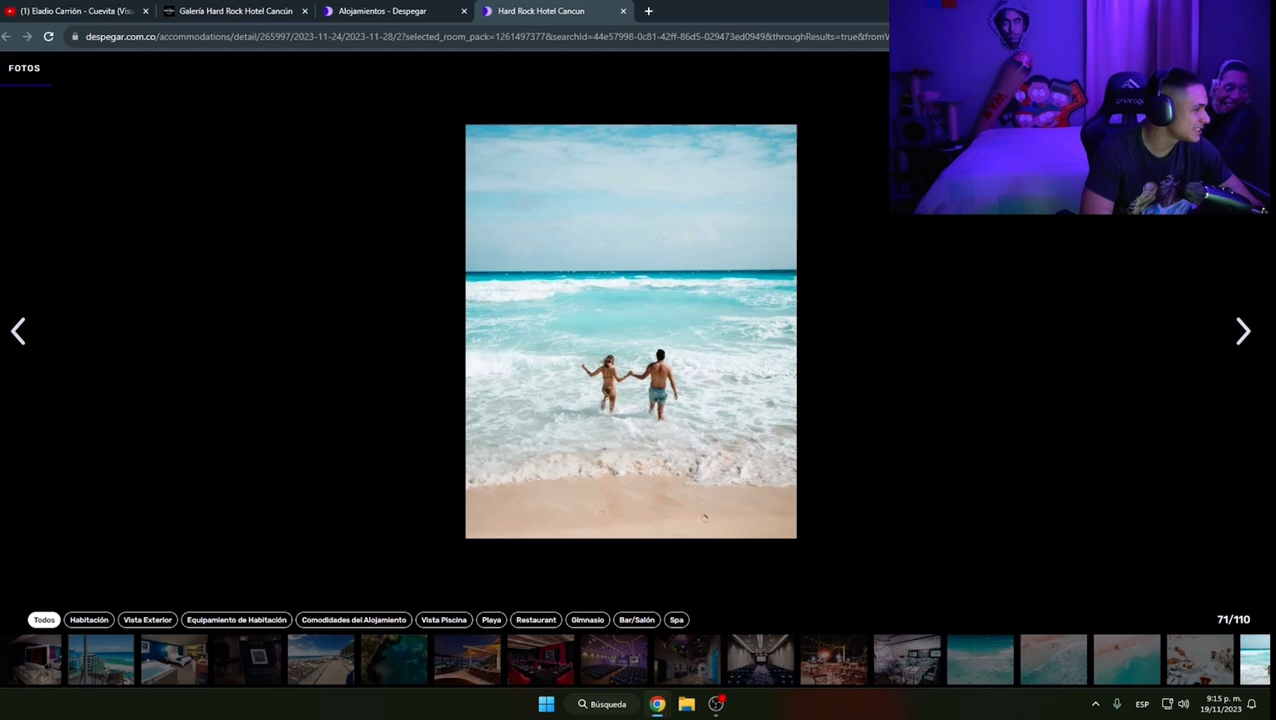 (1) Eladio Carrión - Cuevita (Visu
Galería Hard Rock Hotel Cancún
Alojamientos - Despegar
Hard Rock Hotel Cancun
despegar.com.co/accommodations/detail/265997/2023-11-24/2023-11-28/2?selected_room_pack=1261497377&searchId=44e57998-0c81-42ff-86d5-029473ed0949&throughResults=true&fromV
FOTOS
Todos
Habitación
Vista Exterior
Equipamiento de Habitación
Comodidades del Alojamiento
Vista Piscina
Playa
Restaurant
Gimnasio
Bar/Salón
Spa
71/110
Búsqueda
ESP
9:15 p. m.
19/11/2023